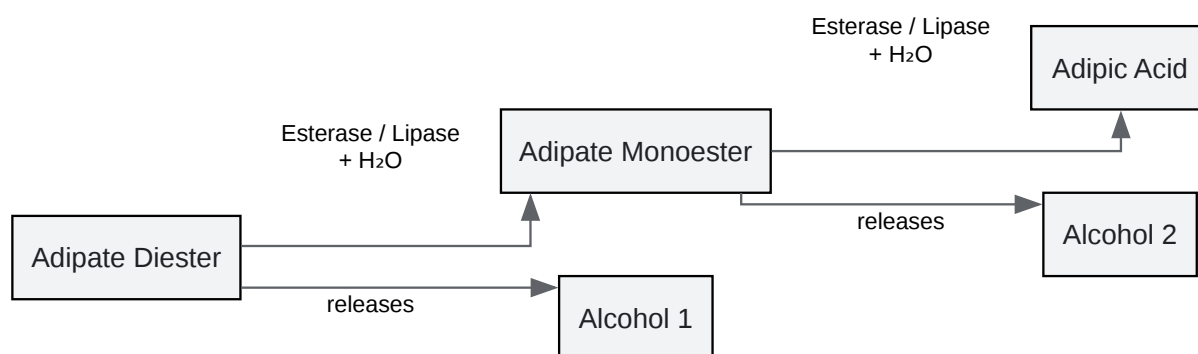 Esterase / Lipase
+ H₂O
Adipic Acid
Esterase / Lipase
+ H₂O
Adipate Monoester
releases
Alcohol 2
Adipate Diester
releases
Alcohol 1